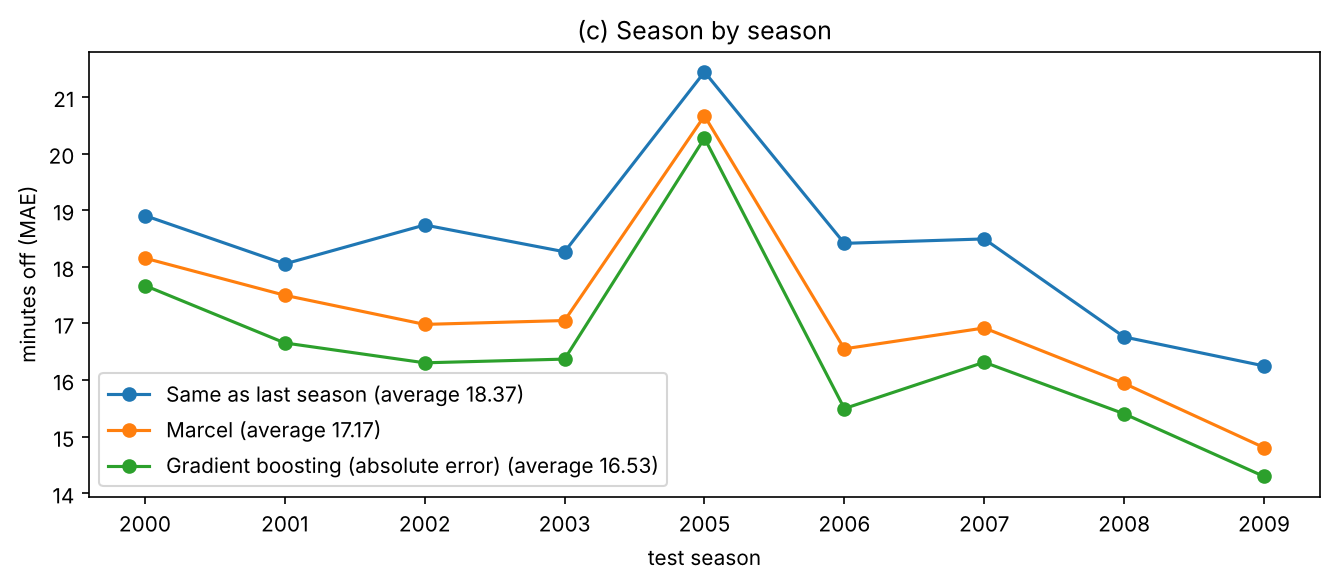 (c) Season by season
minutes off (MAE)
21
20
19
18
17
16
15
14
Same as last season (average 18.37)
Marcel (average 17.17)
Gradient boosting (absolute error) (average 16.53)
2000 2001 2002 2003 2005 2006 2007 2008 2009
test season